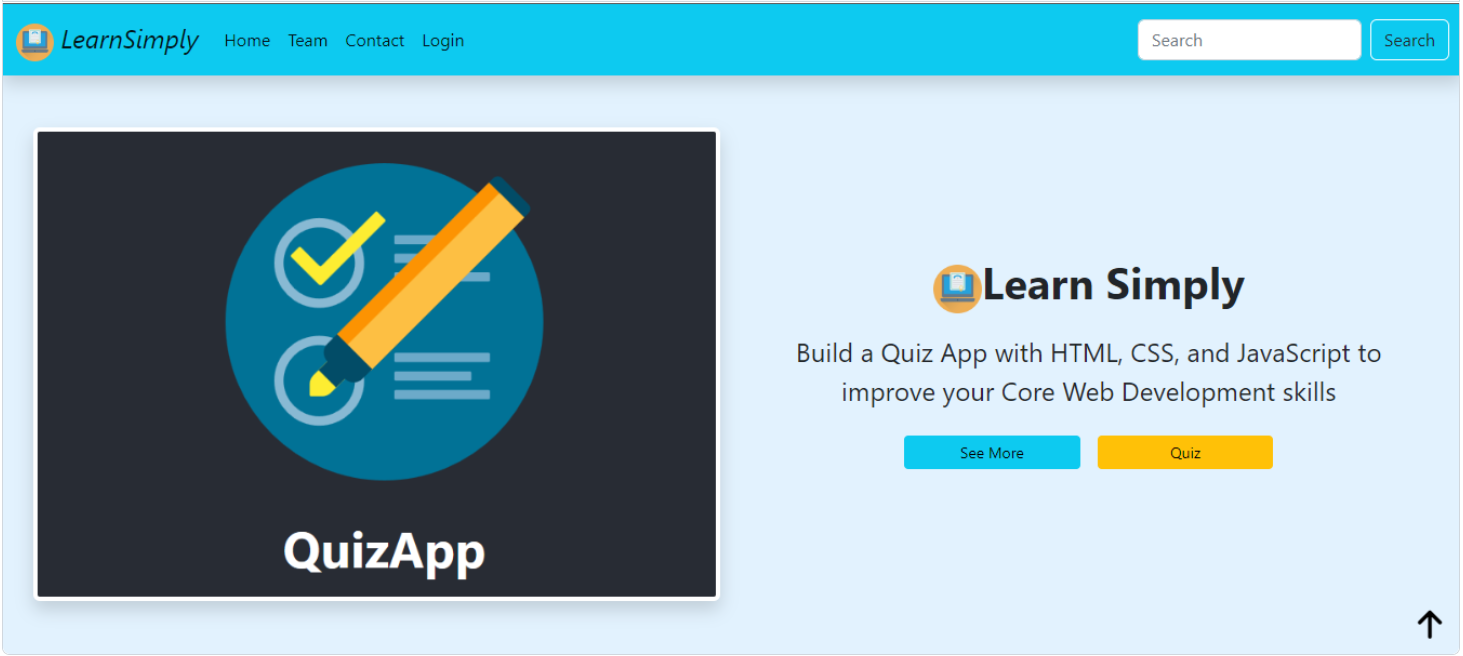 LearnSimply Home Team Contact Login Search Search
QuizApp
Learn Simply
Build a Quiz App with HTML, CSS, and JavaScript to
improve your Core Web Development skills
See More Quiz